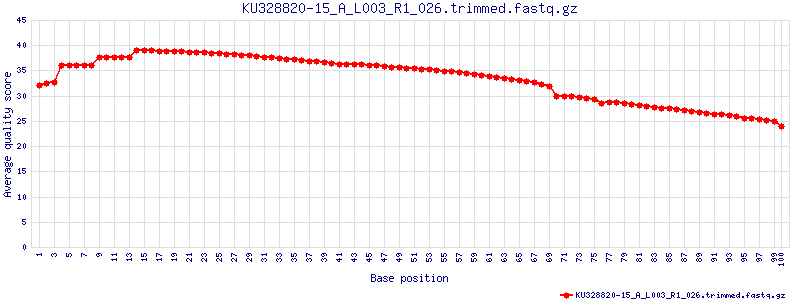 KU328820-15_A_L003_R1_026.trimmed.fastq.gz
Average quality score
45
40
35
30
25
20
15
10
5
0
1 3 5 7 9 11 13 15 17 19 21 23 25 27 29 31 33 35 37 39 41 43 45 47 49 51 53 55 57 59 61 63 65 67 69 71 73 75 77 79 81 83 85 87 89 91 93 95 97 99 100
Base position
KU328820-15_A_L003_R1_026.trimmed.fastq.gz